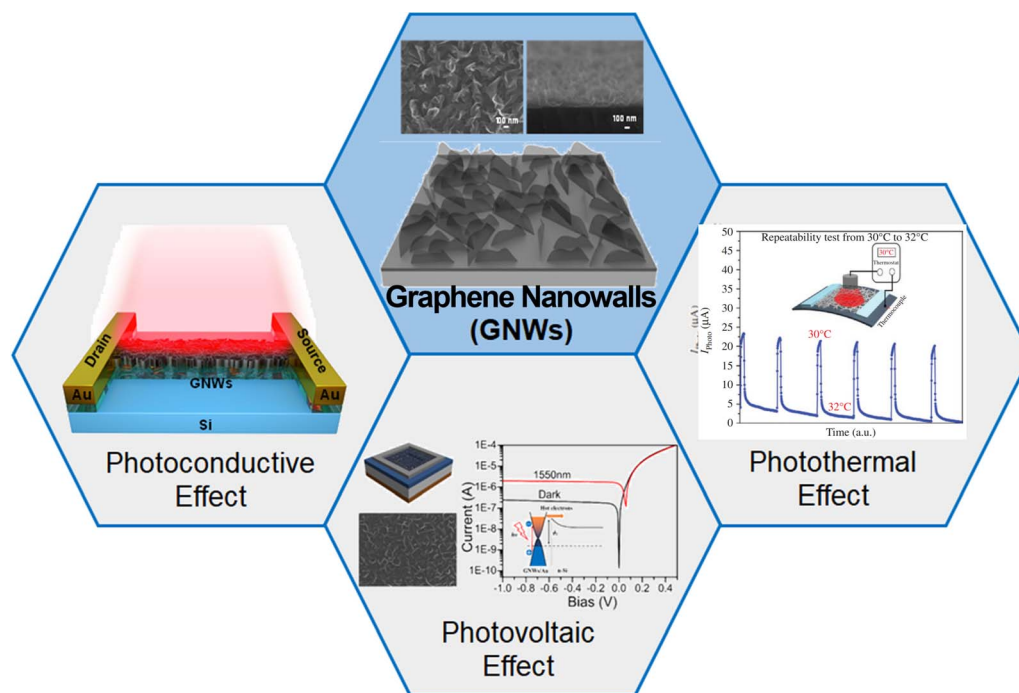 100 nm
100 nm
Graphene Nanowalls
(GNWs)
Drain
Source
Au
GNWs
Au
Si
Photoconductive
Effect
50
45
40
35
30
25
20
15
10
5
0
I_Photo (μA)
Repeatability test from 30°C to 32°C
30°C
Thermostat
Thermocouple
30°C
32°C
Time (a.u.)
Photothermal
Effect
1E-4
1E-5
1E-6
1E-7
1E-8
1E-9
1E-10
Current (A)
1550nm
Dark
Hot electrons
hν
GNWs/Au
n-Si
-1.0 -0.8 -0.6 -0.4 -0.2 0.0 0.2 0.4
Bias (V)
Photovoltaic
Effect